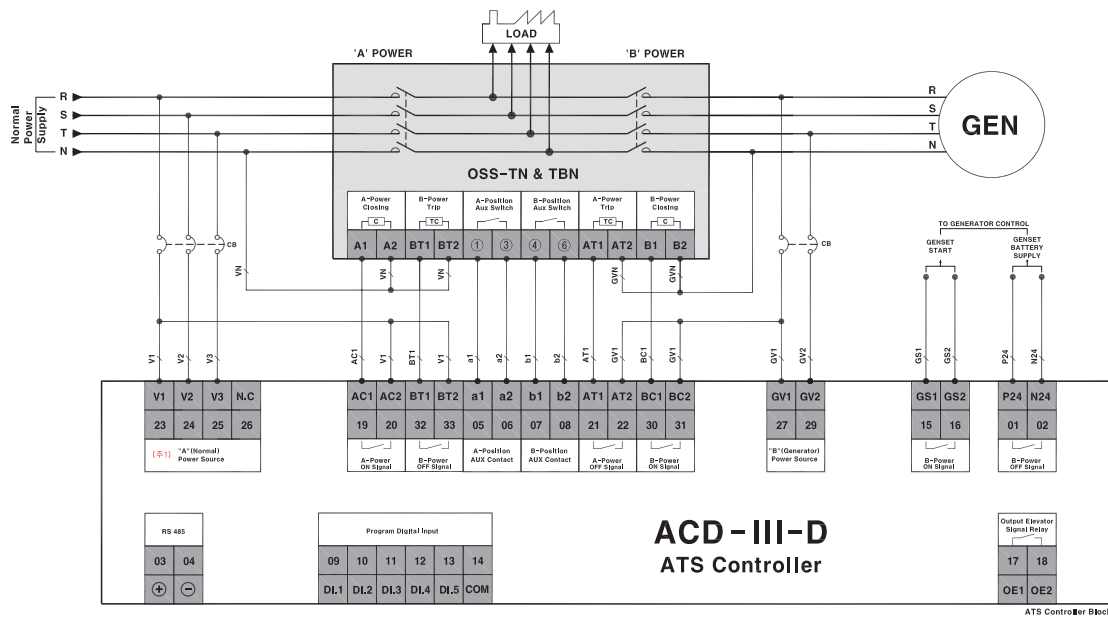 LOAD
'A' POWER
'B' POWER
Normal
Power
Supply
R
S
T
N
R
S
T
N
GEN
OSS-TN & TBN
A-Power
Closing
C
B-Power
Trip
TC
A-Position
Aux Switch
B-Position
Aux Switch
A-Power
Trip
TC
B-Power
Closing
C
A1 A2 BT1 BT2 ① ③ ④ ⑥ AT1 AT2 B1 B2
CB
CB
VN
VN
VN
GVN
GVN
TO GENERATOR CONTROL
GENSET
START
GENSET
BATTERY
SUPPLY
V1
V2
V3
AC1
V1
BT1
V1
a1
a2
b1
b2
AT1
GV1
BC1
GV1
GV1
GV2
GS1
GS2
P24
N24
V1 V2 V3 N.C
23 24 25 26
(주1) "A"(Normal)
Power Source
AC1 AC2 BT1 BT2 a1 a2 b1 b2 AT1 AT2 BC1 BC2
19 20 32 33 05 06 07 08 21 22 30 31
A-Power
ON Signal
B-Power
OFF Signal
A-Position
AUX Contact
B-Position
AUX Contact
A-Power
OFF Signal
B-Power
ON Signal
GV1 GV2
27 29
"B"(Generator)
Power Source
GS1 GS2
15 16
B-Power
ON Signal
P24 N24
01 02
B-Power
OFF Signal
RS 485
03 04
+ −
Program Digital Input
09 10 11 12 13 14
DI.1 DI.2 DI.3 DI.4 DI.5 COM
ACD-III-D
ATS Controller
Output Elevator
Signal Relay
17 18
OE1 OE2
ATS Controller Block